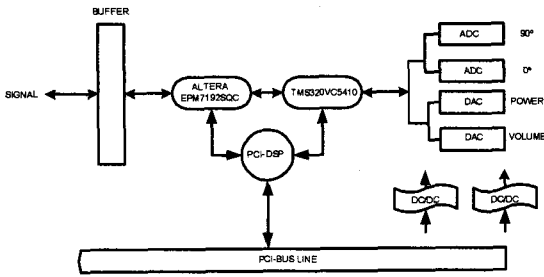 BUFFER
ADC 90°
SIGNAL
ALTERA
EPM7192SQC
TMS320VC5410
ADC 0°
DAC POWER
DAC VOLUME
PCI-DSP
DC/DC DC/DC
PCI-BUS LINE